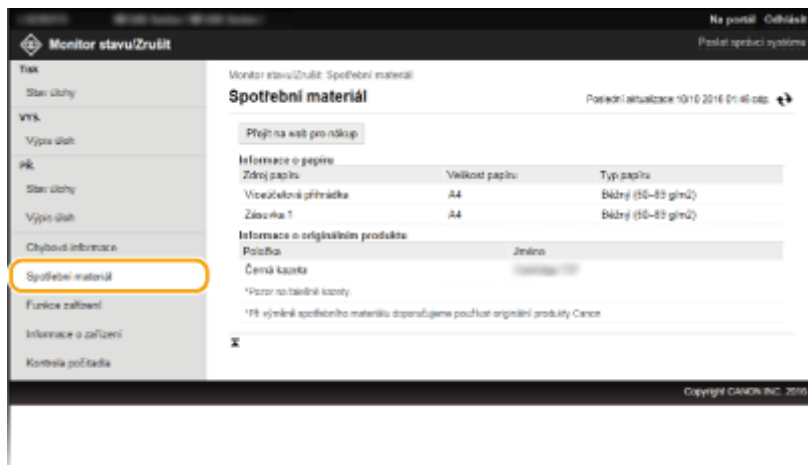 Na portál Odhlásit
Monitor stavu/Zrušit
Poslat správci systému
Tisk
Stav úlohy
VYS.
Výpis úloh
PŘ.
Stav úlohy
Výpis úloh
Chybové informace
Spotřební materiál
Funkce zařízení
Informace o zařízení
Kontrola počitadla
Monitor stavu/Zrušit: Spotřební materiál
Spotřební materiál
Poslední aktualizace: 10/10 2016 01:46 odp.
Přejít na web pro nákup
Informace o papíru
Zdroj papíru Velikost papíru Typ papíru
Víceúčelová přihrádka A4 Běžný (60–89 g/m2)
Zásuvka 1 A4 Běžný (60–89 g/m2)
Informace o originálním produktu
Položka Jméno
Černá kazeta
*Pozor na falešné kazety.
*Při výměně spotřebního materiálu doporučujeme používat originální produkty Canon
Copyright CANON INC. 2016